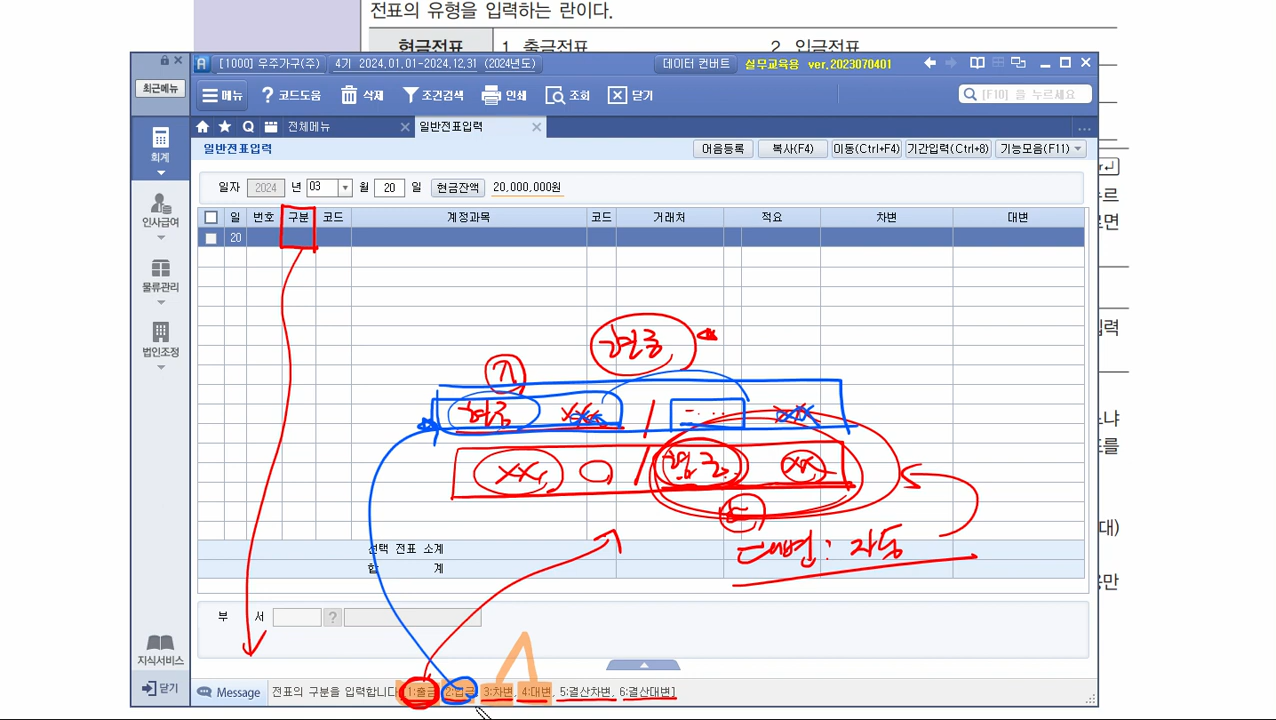 전표의 유형을 입력하는 란이다.
현금전표 1. 출금전표 2. 입금전표
최근메뉴 [1000] 우주가구(주) 4기 2024.01.01-2024.12.31 (2024년도) 데이터 컨버트 실무교육용 ver.2023070401
메뉴 ? 코드도움 삭제 조건검색 인쇄 조회 닫기 [F10] 을 누르세요
전체메뉴 일반전표입력
회계
일반전표입력 어음등록 복사(F4) 이동(Ctrl+F4) 기간입력(Ctrl+8) 기능모음(F11)
일자 2024 년 03 월 20 일 현금잔액 20,000,000원
인사급여
일 번호 구분 코드 계정과목 코드 거래처 적요 차변 대변
20
물류관리
법인조정
현금
현금 xx / - ...
xx / 현금 xx
대변 : 자동
선택 전표 소계
합 계
부 서 ?
지식서비스
닫기
Message 전표의 구분을 입력합니다 1:출금 2:입금, 3:차변, 4:대변, 5:결산차변, 6:결산대변]